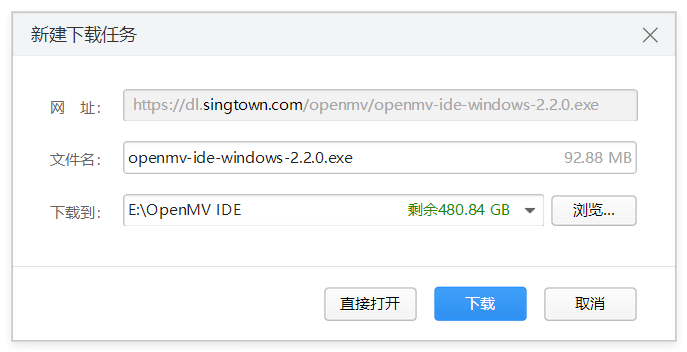 新建下载任务
网 址： https://dl.singtown.com/openmv/openmv-ide-windows-2.2.0.exe
文件名： openmv-ide-windows-2.2.0.exe 92.88 MB
下载到： E:\OpenMV IDE 剩余480.84 GB 浏览...
直接打开 下载 取消